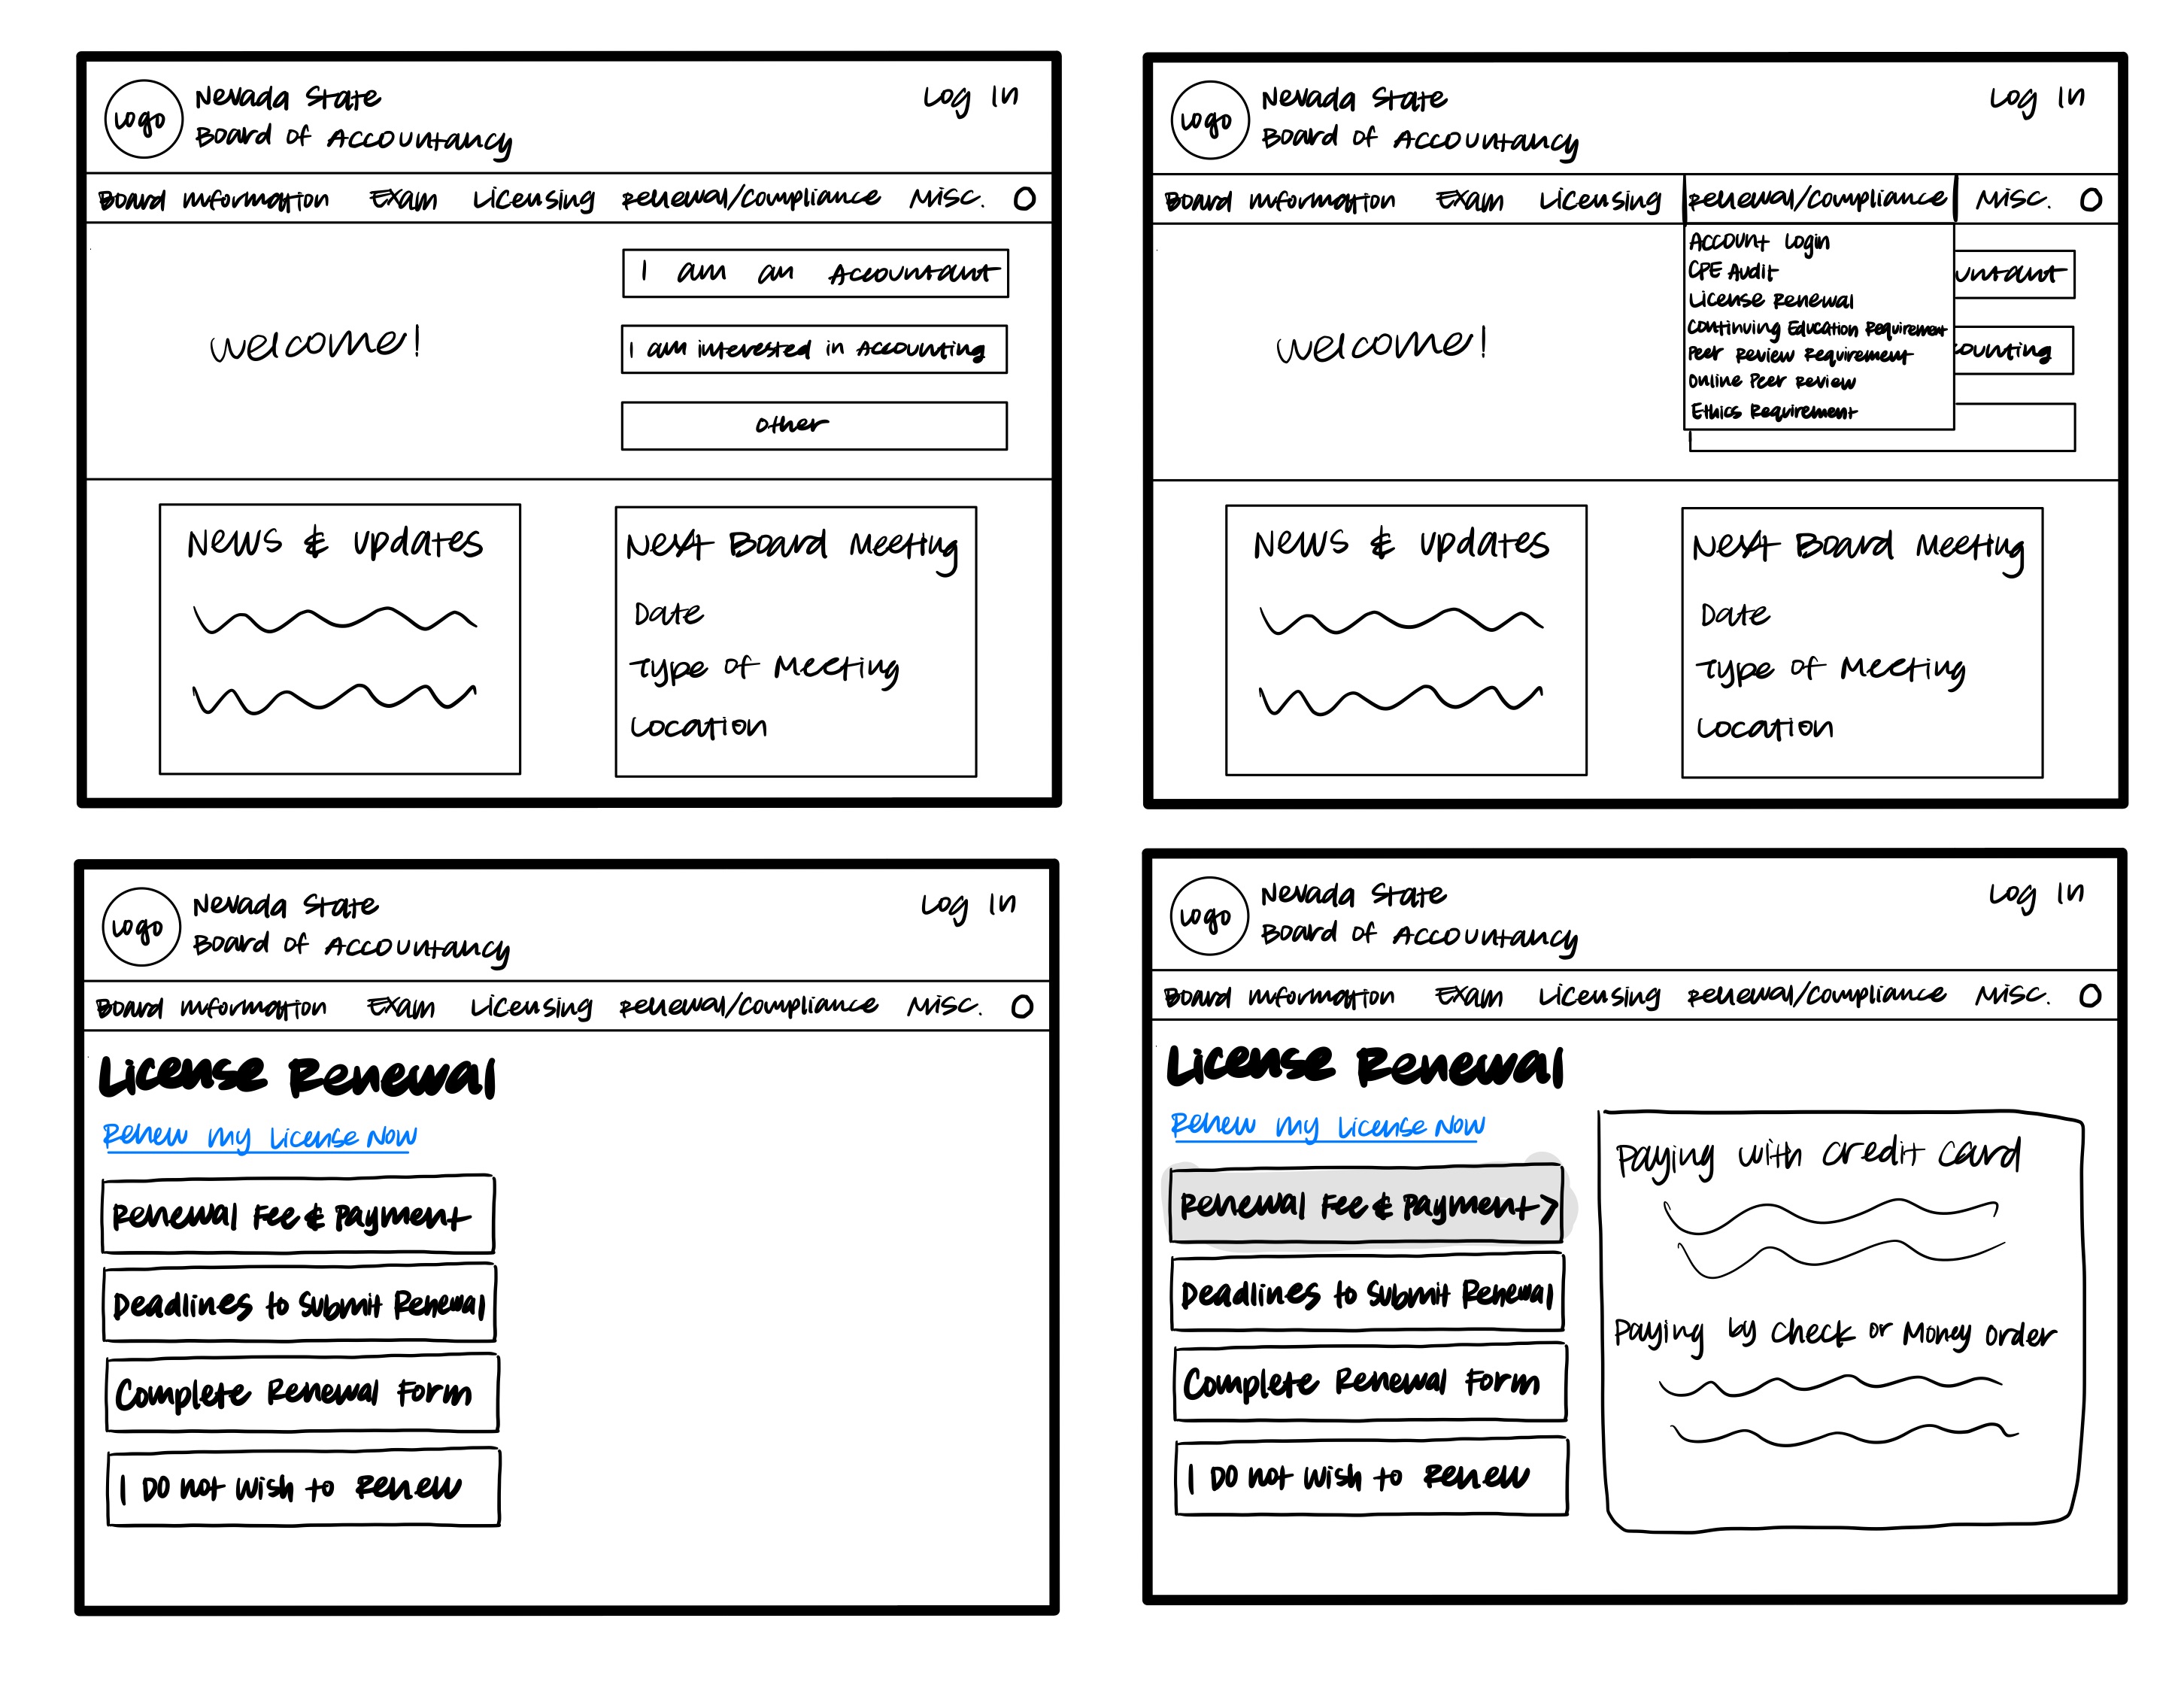 Logo
Nevada State
Board of Accountancy
Log In
Board Information Exam Licensing Renewal/Compliance Misc.
Welcome!
I am an Accountant
I am interested in Accounting
Other
News & Updates
Next Board Meeting
Date
Type of Meeting
Location
Logo
Nevada State
Board of Accountancy
Log In
Board Information Exam Licensing Renewal/Compliance Misc.
Account Login
CPE Audit
License Renewal
Continuing Education Requirement
Peer Review Requirement
Online Peer Review
Ethics Requirement
untant
counting
Welcome!
News & Updates
Next Board Meeting
Date
Type of Meeting
Location
Logo
Nevada State
Board of Accountancy
Log In
Board Information Exam Licensing Renewal/Compliance Misc.
License Renewal
Renew my License Now
Renewal Fee & Payment
Deadlines to Submit Renewal
Complete Renewal Form
I Do not wish to Renew
Logo
Nevada State
Board of Accountancy
Log In
Board Information Exam Licensing Renewal/Compliance Misc.
License Renewal
Renew my License Now
Renewal Fee & Payment >
Deadlines to Submit Renewal
Complete Renewal Form
I Do not wish to Renew
Paying with Credit Card
Paying by Check or Money Order